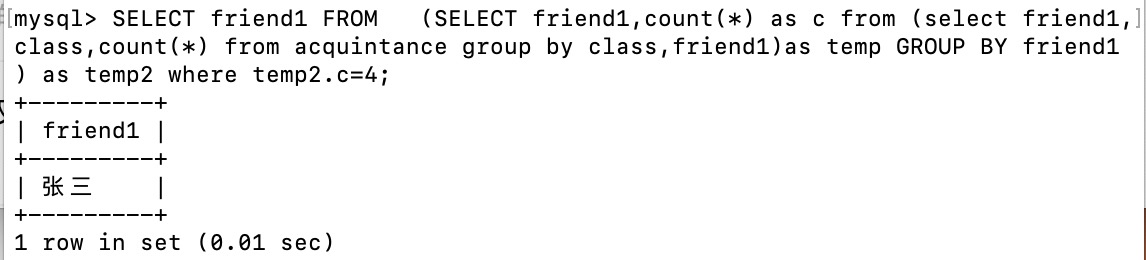 [mysql> SELECT friend1 FROM   (SELECT friend1,count(*) as c from (select friend1,]
class,count(*) from acquintance group by class,friend1)as temp GROUP BY friend1
) as temp2 where temp2.c=4;
+---------+
| friend1 |
+---------+
| 张三     |
+---------+
1 row in set (0.01 sec)